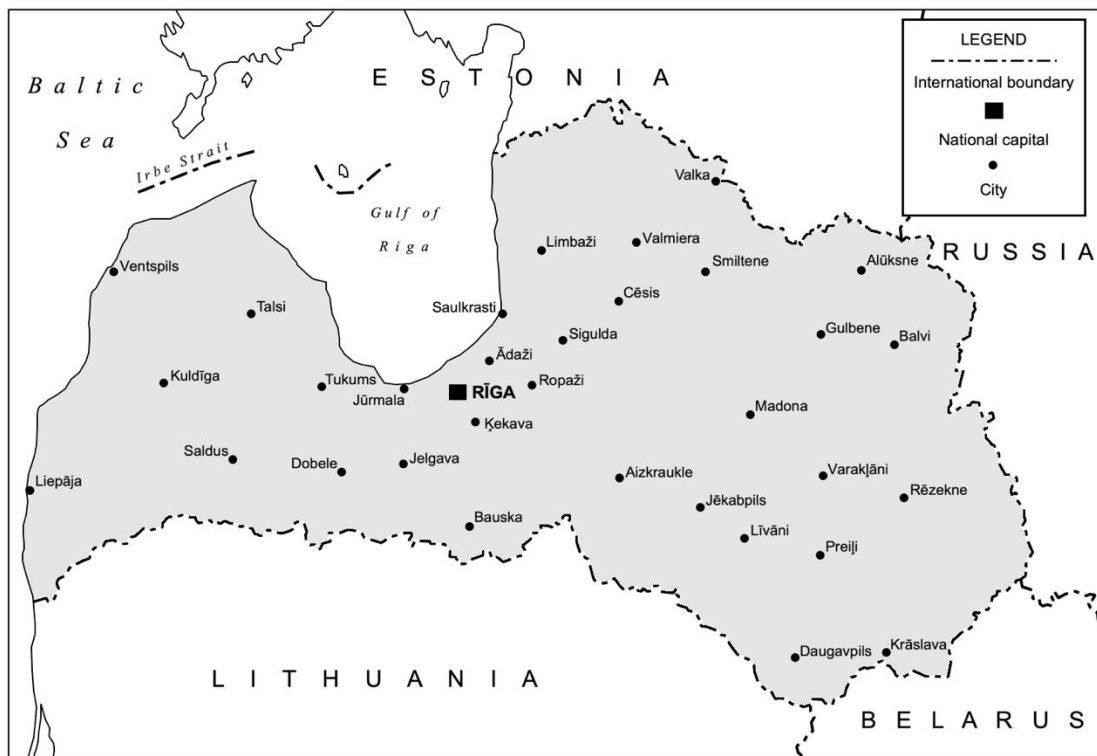 LEGEND
International boundary
National capital
City
Baltic
Sea
ESTONIA
Irbe Strait
Gulf of
Riga
RUSSIA
Valka
Limbaži
Valmiera
Smiltene
Alūksne
Ventspils
Talsi
Saulkrasti
Cēsis
Sigulda
Gulbene
Balvi
Ādaži
Kuldīga
Tukums
Jūrmala
RĪGA
Ropaži
Ķekava
Madona
Saldus
Dobele
Jelgava
Aizkraukle
Varakļāni
Rēzekne
Liepāja
Jēkabpils
Bauska
Līvāni
Preiļi
Daugavpils
Krāslava
LITHUANIA
BELARUS